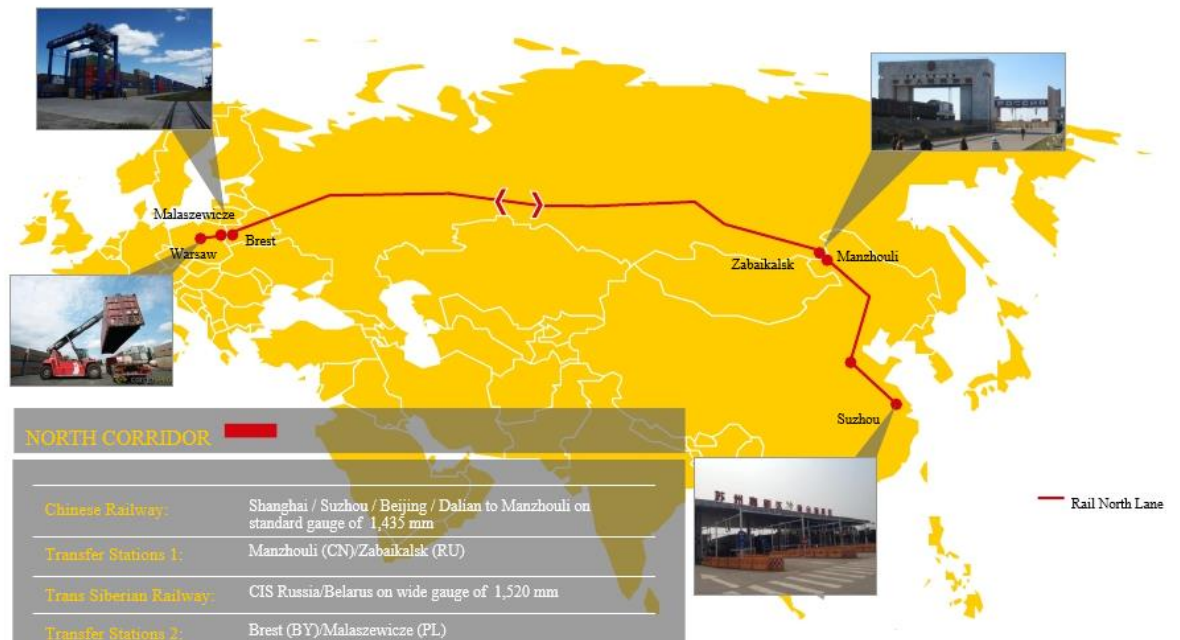 Malaszewicze
Warsaw
Brest
Zabaikalsk
Manzhouli
Suzhou
РОССИЯ
Rail North Lane
NORTH CORRIDOR
Chinese Railway:
Shanghai / Suzhou / Beijing / Dalian to Manzhouli on
standard gauge of 1,435 mm
Transfer Stations 1:
Manzhouli (CN)/Zabaikalsk (RU)
Trans Siberian Railway:
CIS Russia/Belarus on wide gauge of 1,520 mm
Transfer Stations 2:
Brest (BY)/Malaszewicze (PL)